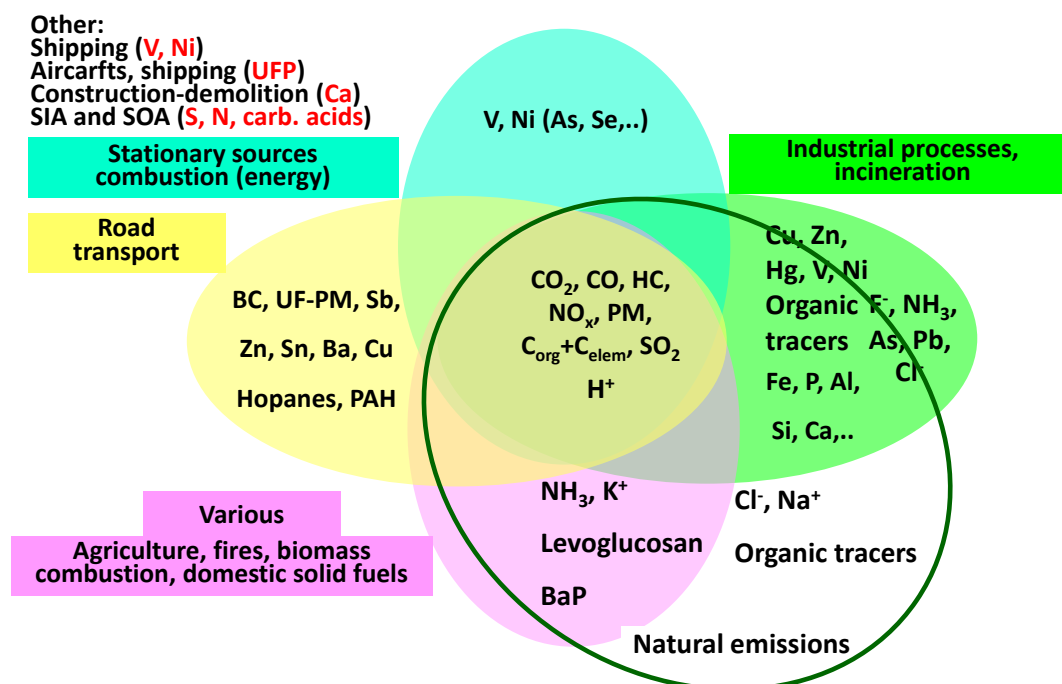 Other:
Shipping (V, Ni)
Aircarfts, shipping (UFP)
Construction-demolition (Ca)
SIA and SOA (S, N, carb. acids)
Stationary sources
combustion (energy)
V, Ni (As, Se,..)
Industrial processes,
incineration
Road
transport
BC, UF-PM, Sb,
Zn, Sn, Ba, Cu
Hopanes, PAH
CO₂, CO, HC,
NOₓ, PM,
C_org+C_elem, SO₂
H⁺
Cu, Zn,
Hg, V, Ni
Organic
tracers
Fe, P, Al,
Si, Ca,..
F⁻, NH₃,
As, Pb,
Cl⁻
Various
Agriculture, fires, biomass
combustion, domestic solid fuels
NH₃, K⁺
Levoglucosan
BaP
Cl⁻, Na⁺
Organic tracers
Natural emissions